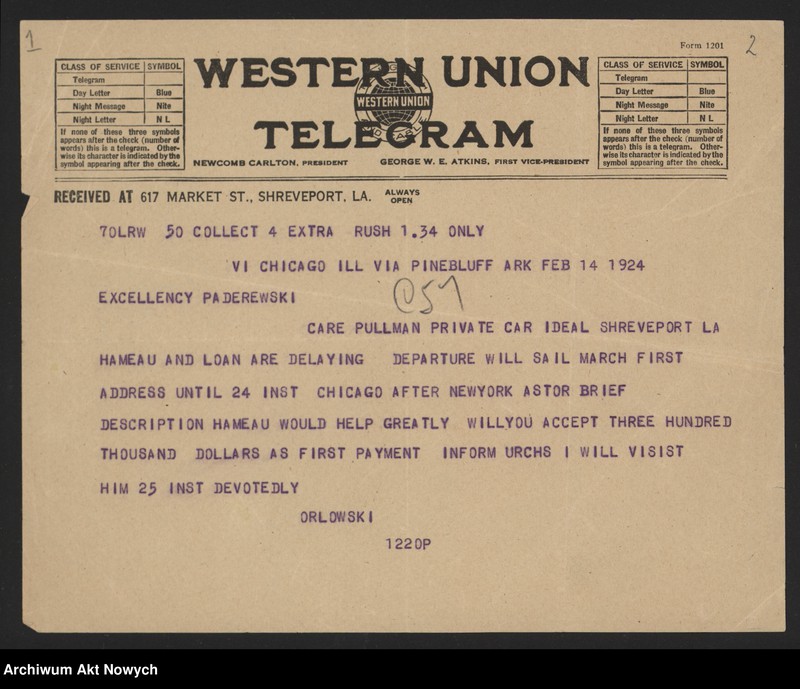 1
Form 1201
2
CLASS OF SERVICE SYMBOL
Telegram
Day Letter Blue
Night Message Nite
Night Letter N L
If none of these three symbols
appears after the check (number of
words) this is a telegram. Other-
wise its character is indicated by the
symbol appearing after the check.
WESTERN UNION
WESTERN UNION
TELEGRAM
NEWCOMB CARLTON, PRESIDENT GEORGE W. E. ATKINS, FIRST VICE-PRESIDENT
CLASS OF SERVICE SYMBOL
Telegram
Day Letter Blue
Night Message Nite
Night Letter N L
If none of these three symbols
appears after the check (number of
words) this is a telegram. Other-
wise its character is indicated by the
symbol appearing after the check.
RECEIVED AT 617 MARKET ST., SHREVEPORT, LA. ALWAYS OPEN
70LRW 50 COLLECT 4 EXTRA RUSH 1.34 ONLY
VI CHICAGO ILL VIA PINEBLUFF ARK FEB 14 1924
EXCELLENCY PADEREWSKI
CARE PULLMAN PRIVATE CAR IDEAL SHREVEPORT LA
HAMEAU AND LOAN ARE DELAYING DEPARTURE WILL SAIL MARCH FIRST
ADDRESS UNTIL 24 INST CHICAGO AFTER NEWYORK ASTOR BRIEF
DESCRIPTION HAMEAU WOULD HELP GREATLY WILLYOU ACCEPT THREE HUNDRED
THOUSAND DOLLARS AS FIRST PAYMENT INFORM URCHS I WILL VISIST
HIM 25 INST DEVOTEDLY
ORLOWSKI
1220P
Archiwum Akt Nowych